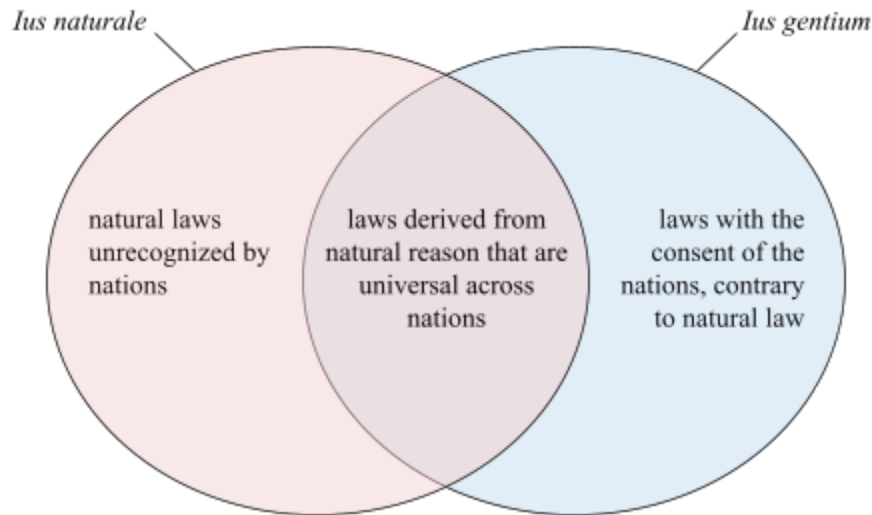 Ius naturale
Ius gentium
natural laws
unrecognized by
nations
laws derived from
natural reason that are
universal across
nations
laws with the
consent of the
nations, contrary
to natural law